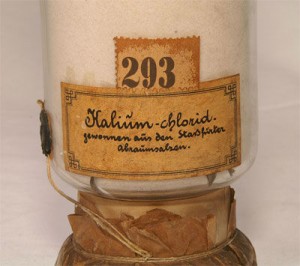 293
Kalium-chlorid.
gewonnen aus den Staßfurter
Abraumsalzen.